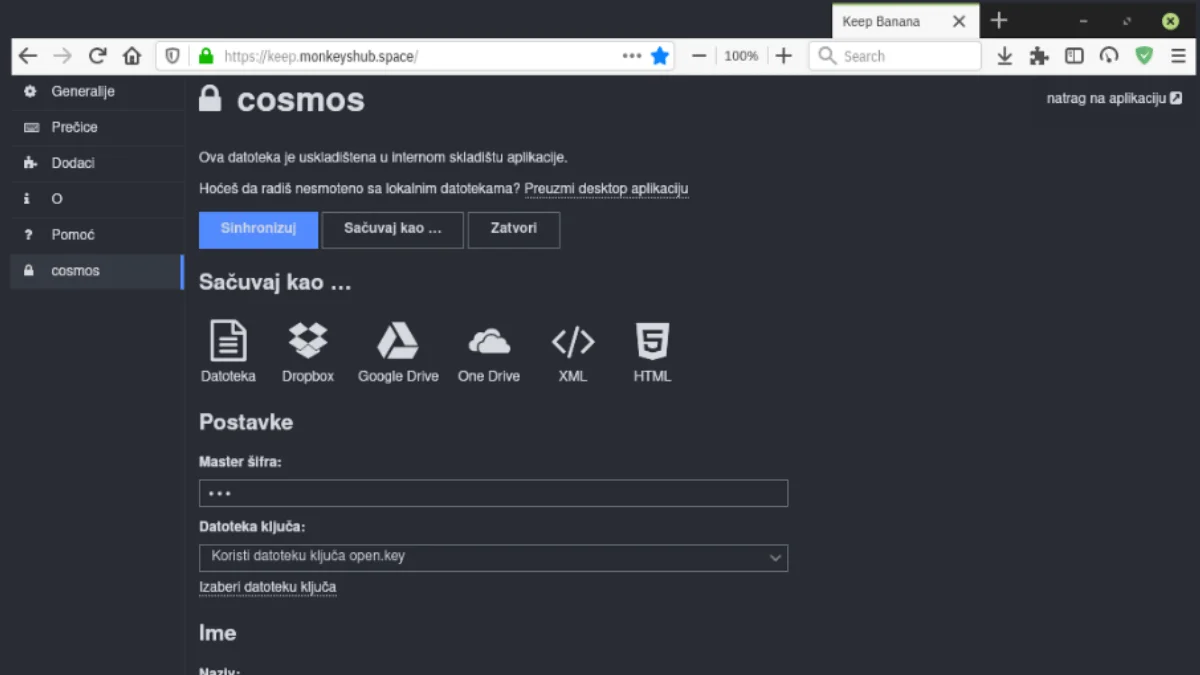 Keep Banana
https://keep.monkeyshub.space/
100%
Search
Generalije
Prečice
Dodaci
O
Pomoć
cosmos
cosmos
natrag na aplikaciju
Ova datoteka je uskladištena u internom skladištu aplikacije.
Hoćeš da radiš nesmoteno sa lokalnim datotekama? Preuzmi desktop aplikaciju
Sinhronizuj
Sačuvaj kao ...
Zatvori
Sačuvaj kao ...
Datoteka
Dropbox
Google Drive
One Drive
XML
HTML
Postavke
Master šifra:
Datoteka ključa:
Koristi datoteku ključa open.key
Izaberi datoteku ključa
Ime
Naziv: